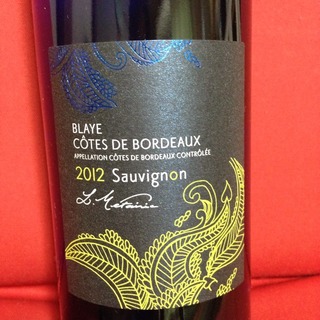 BLAYE
CÔTES DE BORDEAUX
APPELLATION CÔTES DE BORDEAUX CONTRÔLÉE
2012 Sauvignon